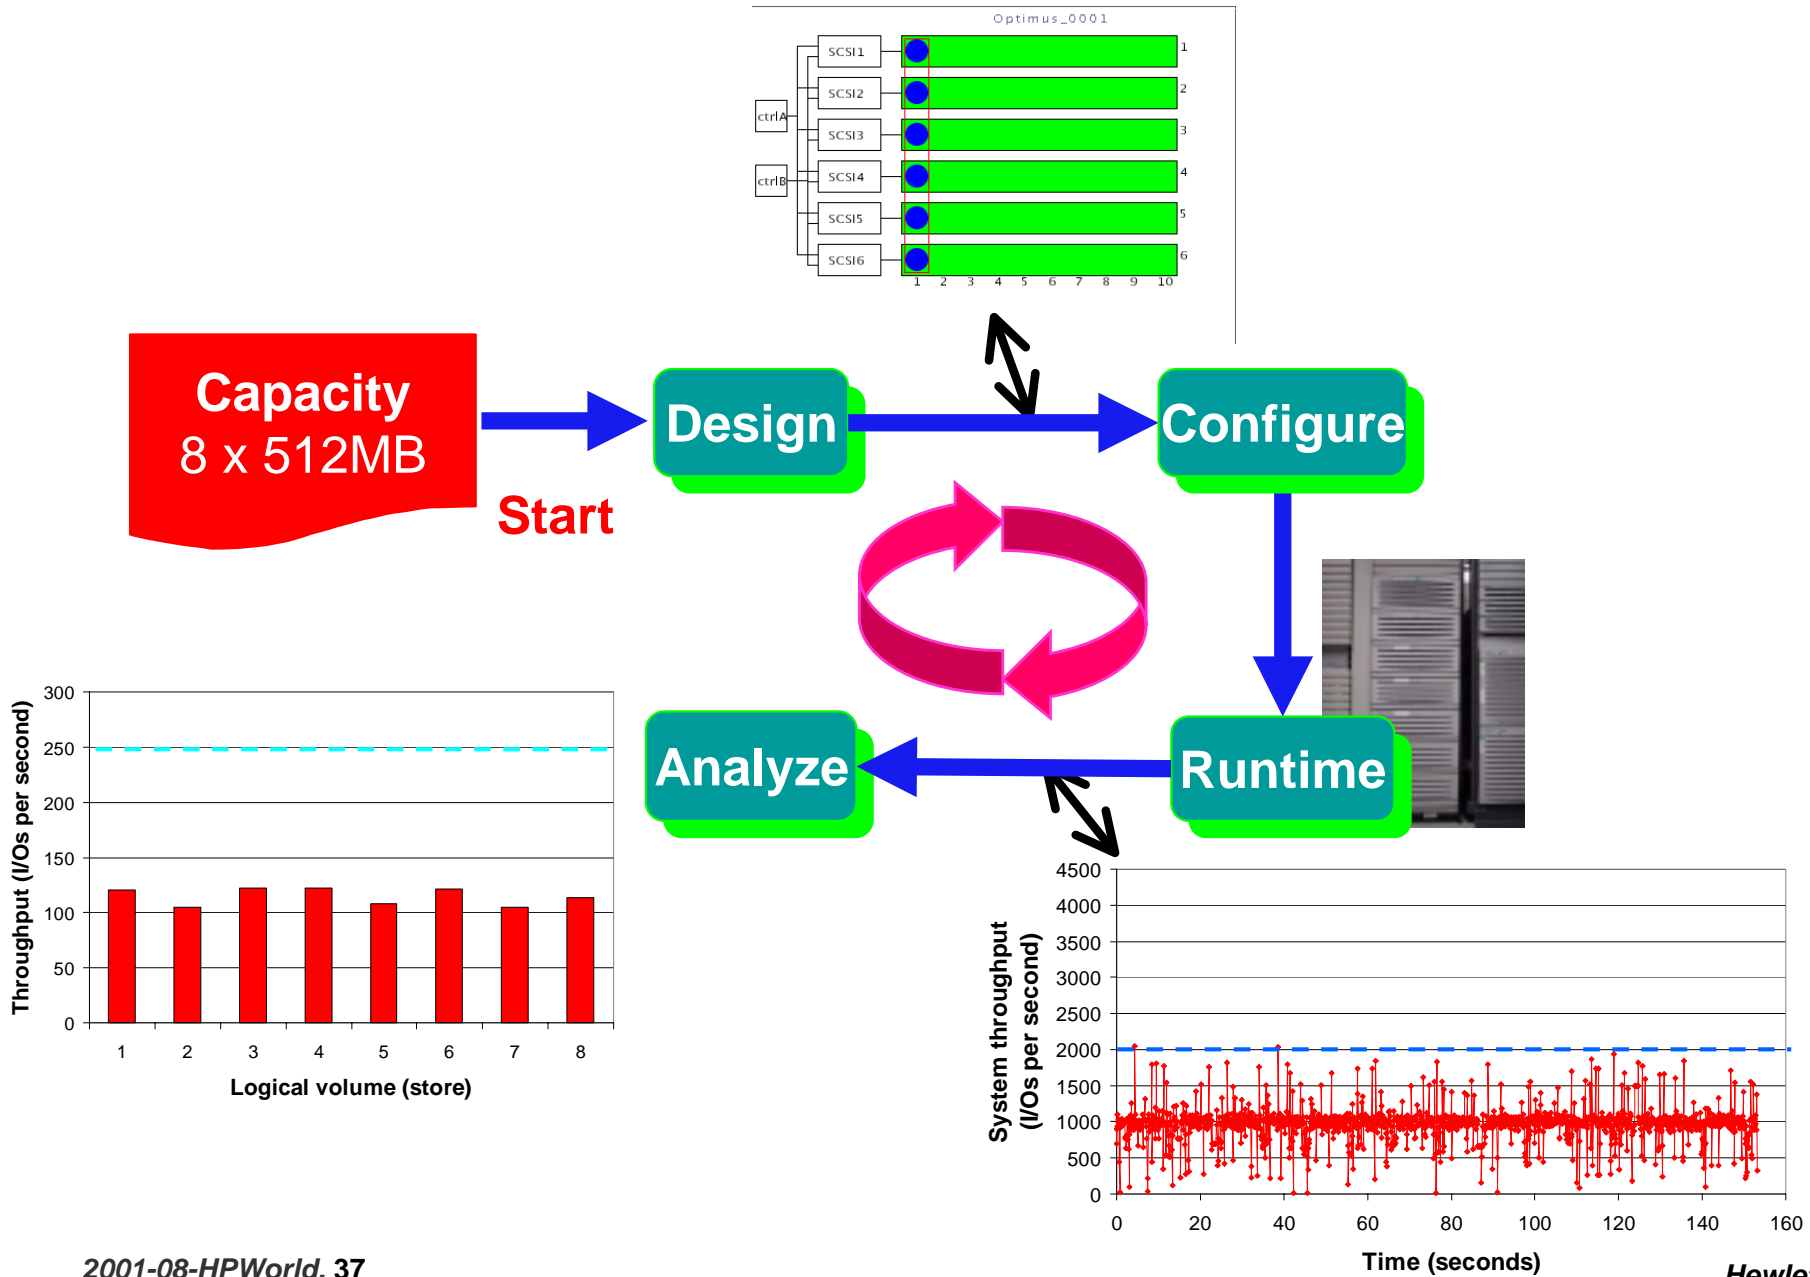 Optimus_0001
SCSI1
1
SCSI2
2
ctrlA
SCSI3
3
ctrlB
SCSI4
4
SCSI5
5
SCSI6
6
1 2 3 4 5 6 7 8 9 10
Capacity
8 x 512MB
Start
Design
Configure
Analyze
Runtime
Throughput (I/Os per second)
300
250
200
150
100
50
0
1 2 3 4 5 6 7 8
Logical volume (store)
System throughput
(I/Os per second)
4500
4000
3500
3000
2500
2000
1500
1000
500
0
0 20 40 60 80 100 120 140 160
Time (seconds)
2001-08-HPWorld, 37